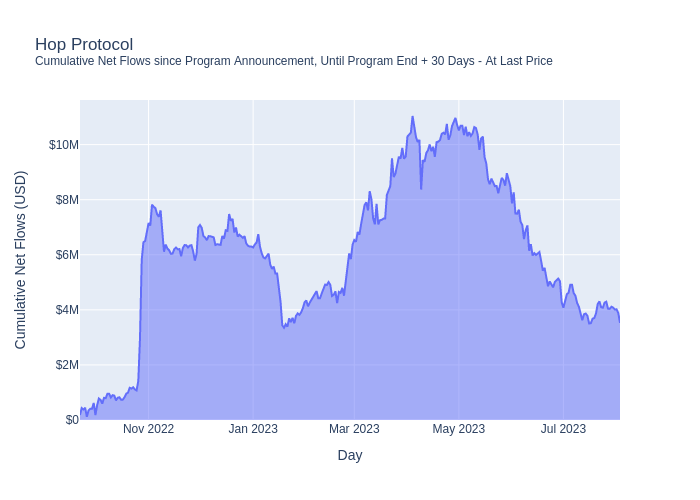 Hop Protocol
Cumulative Net Flows since Program Announcement, Until Program End + 30 Days - At Last Price
Cumulative Net Flows (USD)
$10M
$8M
$6M
$4M
$2M
$0
Nov 2022
Jan 2023
Mar 2023
May 2023
Jul 2023
Day